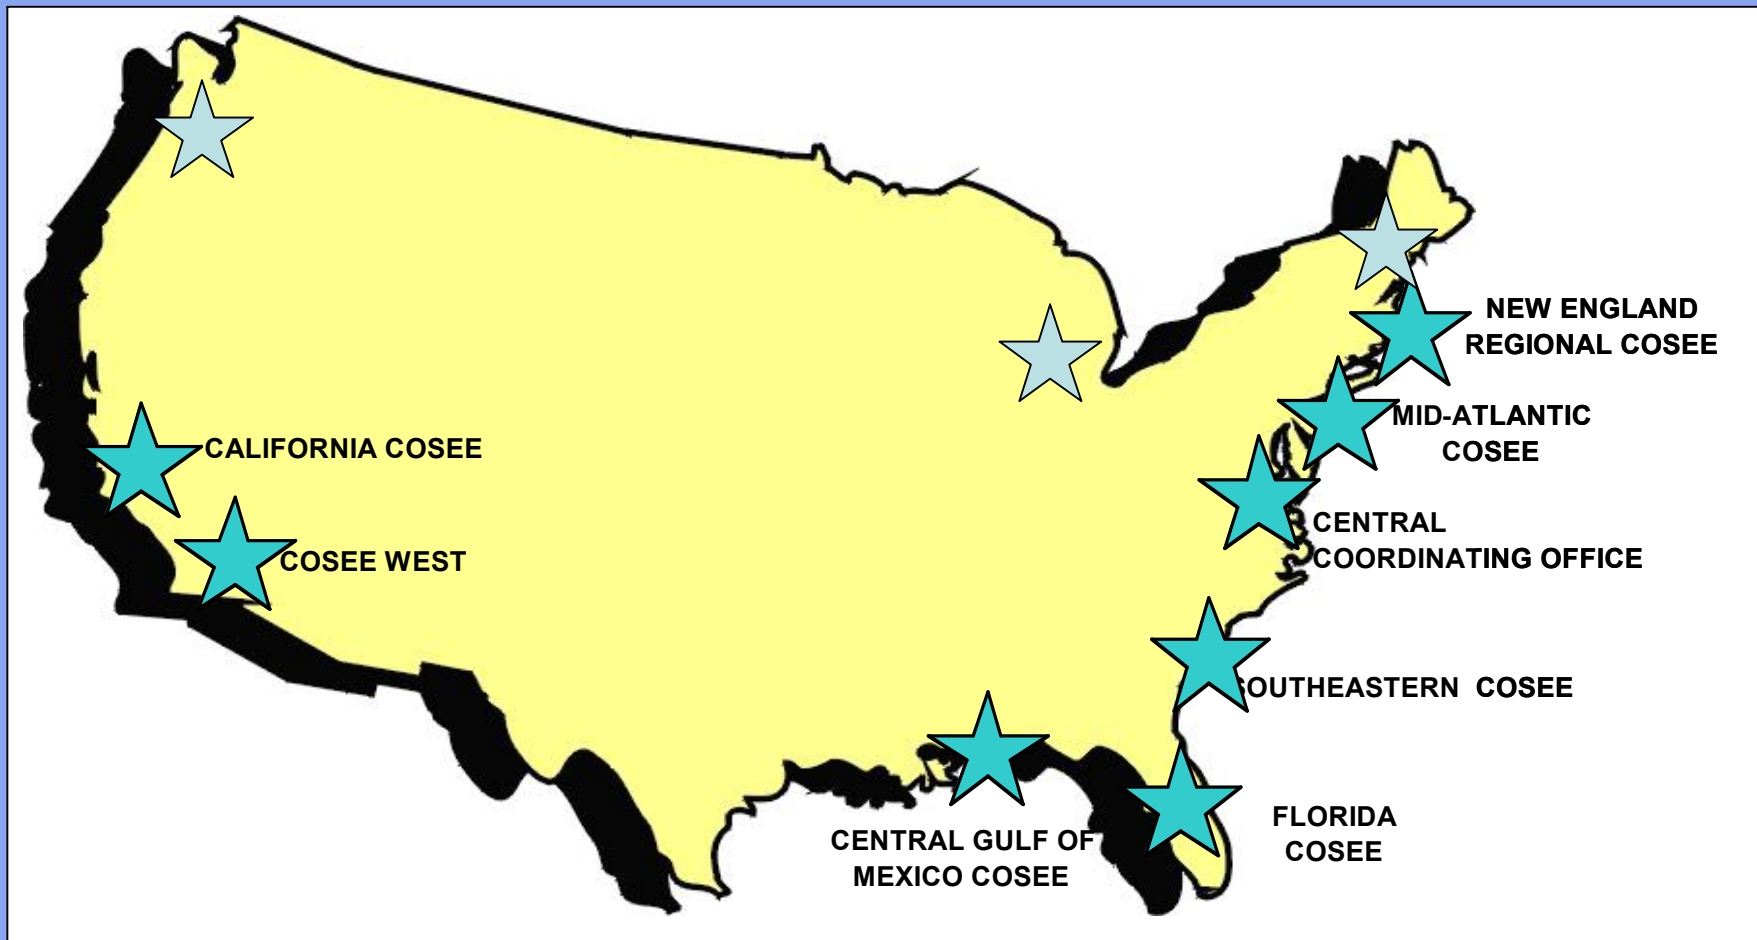 NEW ENGLAND
REGIONAL COSEE
MID-ATLANTIC
COSEE
CALIFORNIA COSEE
CENTRAL
COORDINATING OFFICE
COSEE WEST
SOUTHEASTERN COSEE
CENTRAL GULF OF
MEXICO COSEE
FLORIDA
COSEE